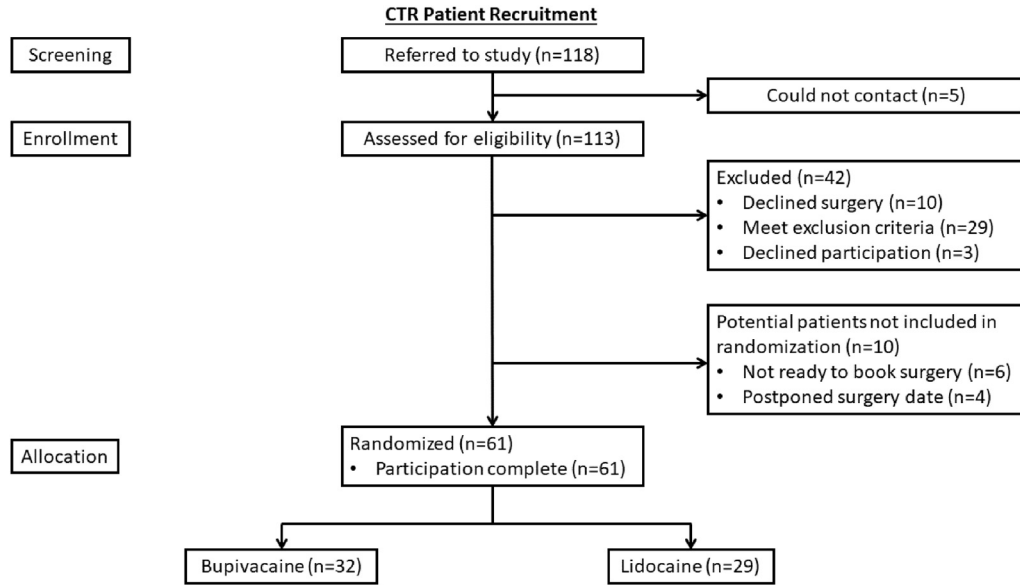 CTR Patient Recruitment
Screening
Referred to study (n=118)
Could not contact (n=5)
Enrollment
Assessed for eligibility (n=113)
Excluded (n=42)
• Declined surgery (n=10)
• Meet exclusion criteria (n=29)
• Declined participation (n=3)
Potential patients not included in
randomization (n=10)
• Not ready to book surgery (n=6)
• Postponed surgery date (n=4)
Allocation
Randomized (n=61)
• Participation complete (n=61)
Bupivacaine (n=32)
Lidocaine (n=29)